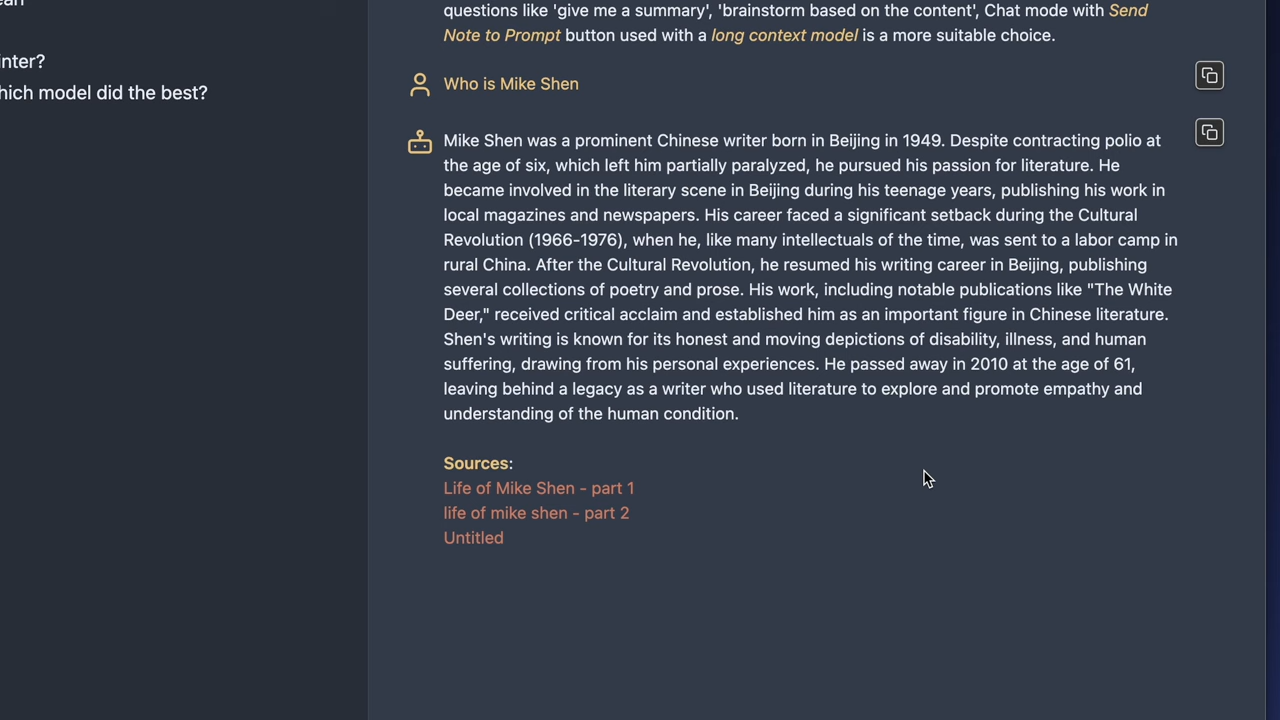 inter?
hich model did the best?
questions like 'give me a summary', 'brainstorm based on the content', Chat mode with Send
Note to Prompt button used with a long context model is a more suitable choice.
Who is Mike Shen
Mike Shen was a prominent Chinese writer born in Beijing in 1949. Despite contracting polio at
the age of six, which left him partially paralyzed, he pursued his passion for literature. He
became involved in the literary scene in Beijing during his teenage years, publishing his work in
local magazines and newspapers. His career faced a significant setback during the Cultural
Revolution (1966-1976), when he, like many intellectuals of the time, was sent to a labor camp in
rural China. After the Cultural Revolution, he resumed his writing career in Beijing, publishing
several collections of poetry and prose. His work, including notable publications like "The White
Deer," received critical acclaim and established him as an important figure in Chinese literature.
Shen's writing is known for its honest and moving depictions of disability, illness, and human
suffering, drawing from his personal experiences. He passed away in 2010 at the age of 61,
leaving behind a legacy as a writer who used literature to explore and promote empathy and
understanding of the human condition.
Sources:
Life of Mike Shen - part 1
life of mike shen - part 2
Untitled